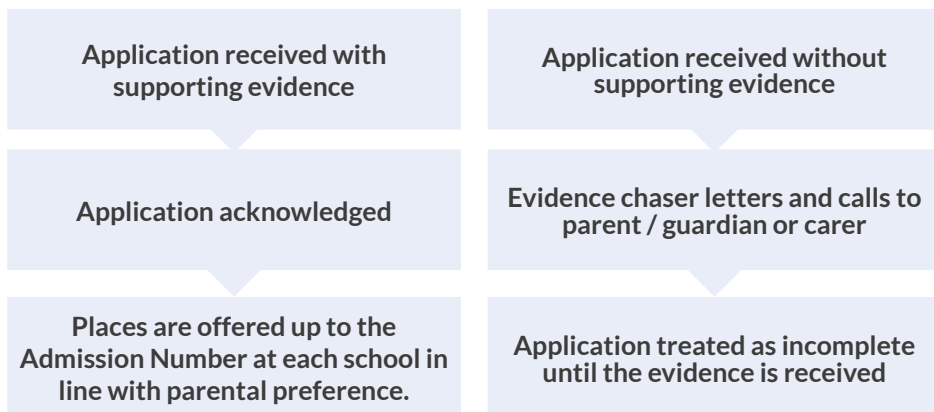 Application received with
supporting evidence
Application acknowledged
Places are offered up to the
Admission Number at each school in
line with parental preference.
Application received without
supporting evidence
Evidence chaser letters and calls to
parent / guardian or carer
Application treated as incomplete
until the evidence is received